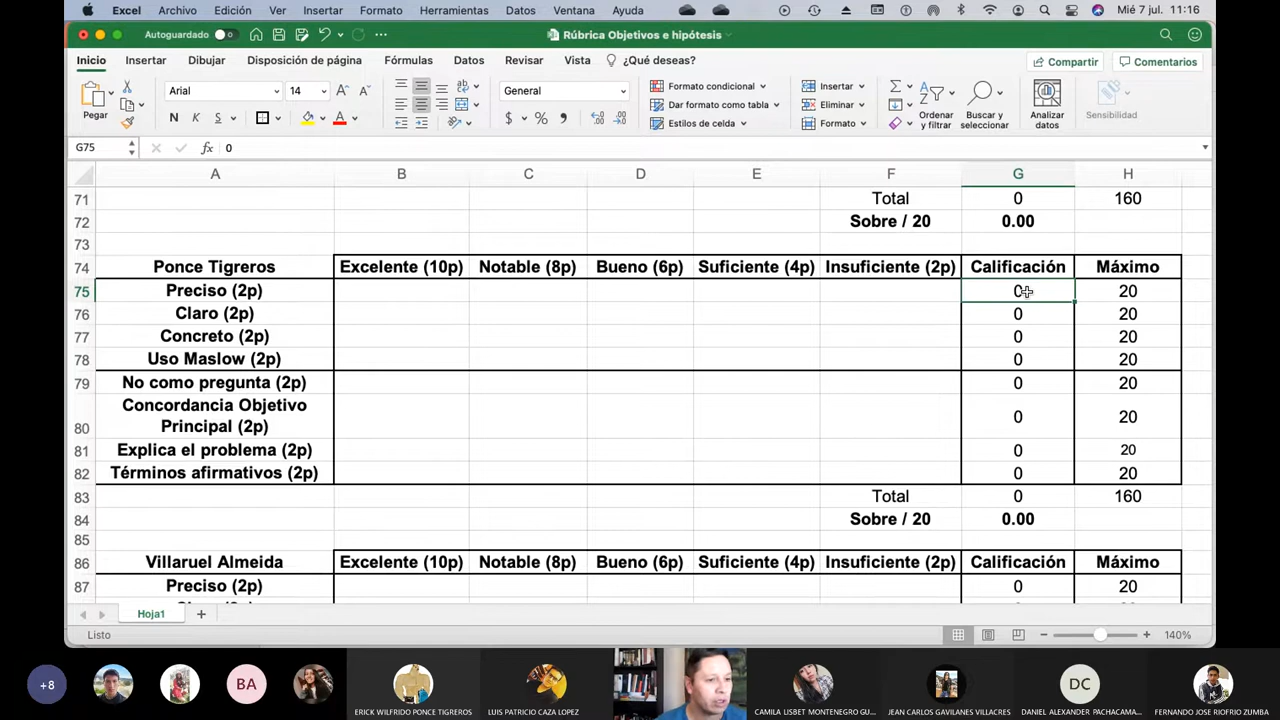 Excel Archivo Edición Ver Insertar Formato Herramientas Datos Ventana Ayuda Mié 7 jul. 11:16
Autoguardado Rúbrica Objetivos e hipótesis
Inicio Insertar Dibujar Disposición de página Fórmulas Datos Revisar Vista ¿Qué deseas? Compartir Comentarios
Pegar Arial 14 General Formato condicional Insertar
N K S $ % Dar formato como tabla Eliminar
Estilos de celda Formato
Ordenar y filtrar Buscar y seleccionar Analizar datos Sensibilidad
G75 fx 0
A B C D E F G H
71 Total 0 160
72 Sobre / 20 0.00
73
74 Ponce Tigreros Excelente (10p) Notable (8p) Bueno (6p) Suficiente (4p) Insuficiente (2p) Calificación Máximo
75 Preciso (2p) 0 20
76 Claro (2p) 0 20
77 Concreto (2p) 0 20
78 Uso Maslow (2p) 0 20
79 No como pregunta (2p) 0 20
80 Concordancia Objetivo Principal (2p) 0 20
81 Explica el problema (2p) 0 20
82 Términos afirmativos (2p) 0 20
83 Total 0 160
84 Sobre / 20 0.00
85
86 Villaruel Almeida Excelente (10p) Notable (8p) Bueno (6p) Suficiente (4p) Insuficiente (2p) Calificación Máximo
87 Preciso (2p) 0 20
Hoja1 +
Listo 140%
+8 BA DC
ERICK WILFRIDO PONCE TIGREROS LUIS PATRICIO CAZA LOPEZ CAMILA LISBET MONTENEGRO GU... JEAN CARLOS GAVILANES VILLACRES DANIEL ALEXANDER PACHACAMA... FERNANDO JOSE RIOFRIO ZUMBA